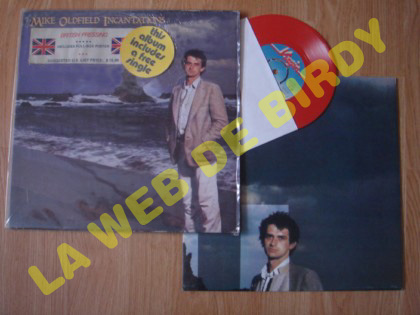 MIKE OLDFIELD INCANTATIONS
this
album
includes
a free
single
LA WEB DE BIRDY